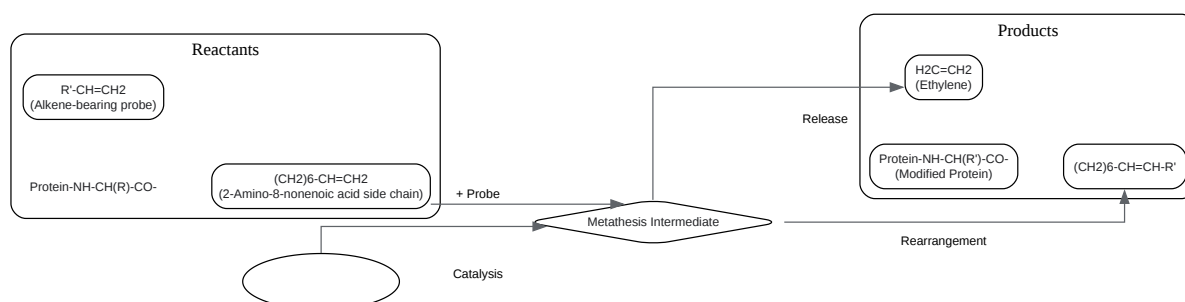 Reactants
R'-CH=CH2
(Alkene-bearing probe)
Protein-NH-CH(R)-CO-
(CH2)6-CH=CH2
(2-Amino-8-nonenoic acid side chain)
+ Probe
Catalysis
Metathesis Intermediate
Release
Rearrangement
Products
H2C=CH2
(Ethylene)
Protein-NH-CH(R')-CO-
(Modified Protein)
(CH2)6-CH=CH-R'